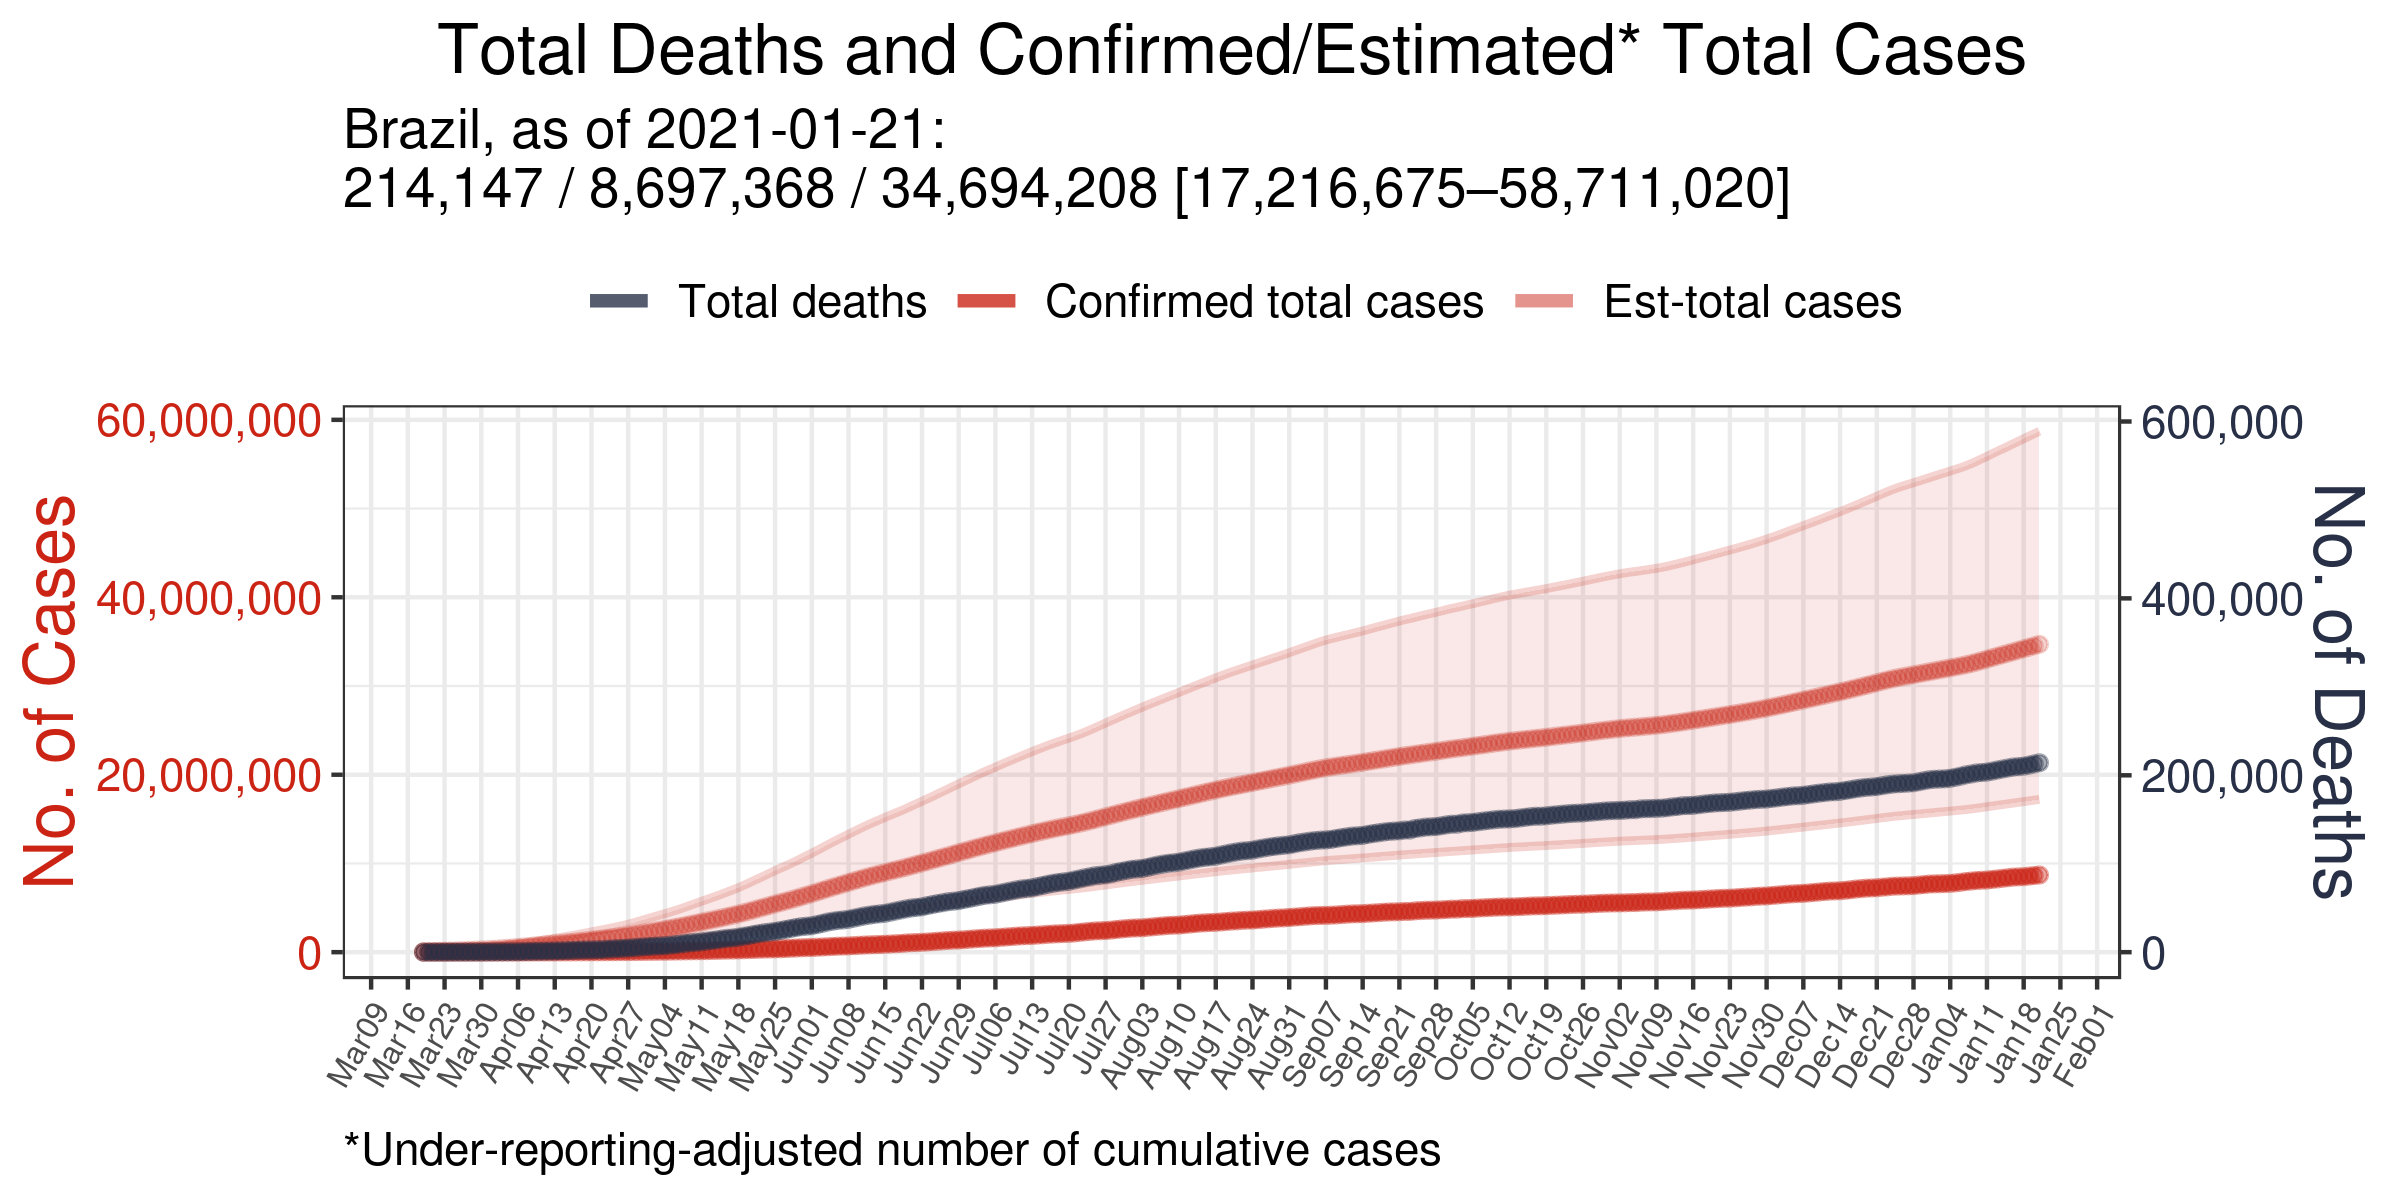 Total Deaths and Confirmed/Estimated* Total Cases
Brazil, as of 2021-01-21:
214,147 / 8,697,368 / 34,694,208 [17,216,675–58,711,020]
Total deaths
Confirmed total cases
Est-total cases
No. of Cases
60,000,000
40,000,000
20,000,000
0
600,000
400,000
200,000
0
No. of Deaths
Mar09
Mar16
Mar23
Mar30
Apr06
Apr13
Apr20
Apr27
May04
May11
May18
May25
Jun01
Jun08
Jun15
Jun22
Jun29
Jul06
Jul13
Jul20
Jul27
Aug03
Aug10
Aug17
Aug24
Aug31
Sep07
Sep14
Sep21
Sep28
Oct05
Oct12
Oct19
Oct26
Nov02
Nov09
Nov16
Nov23
Nov30
Dec07
Dec14
Dec21
Dec28
Jan04
Jan11
Jan18
Jan25
Feb01
*Under-reporting-adjusted number of cumulative cases